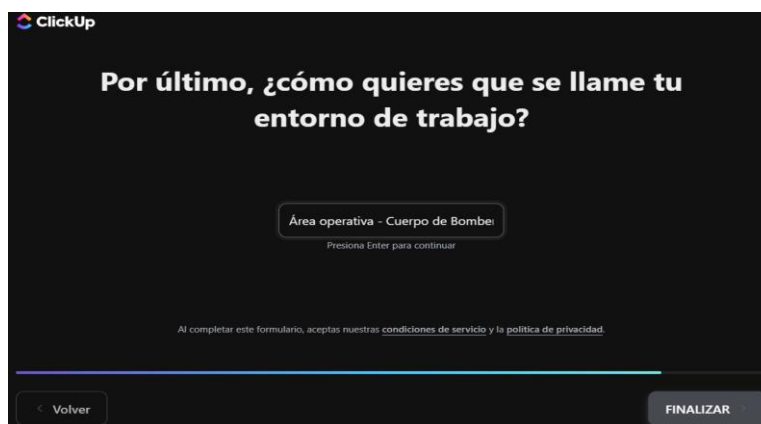 ClickUp
Por último, ¿cómo quieres que se llame tu
entorno de trabajo?
Área operativa - Cuerpo de Bomber
Presiona Enter para continuar
Al completar este formulario, aceptas nuestras condiciones de servicio y la política de privacidad.
Volver
FINALIZAR